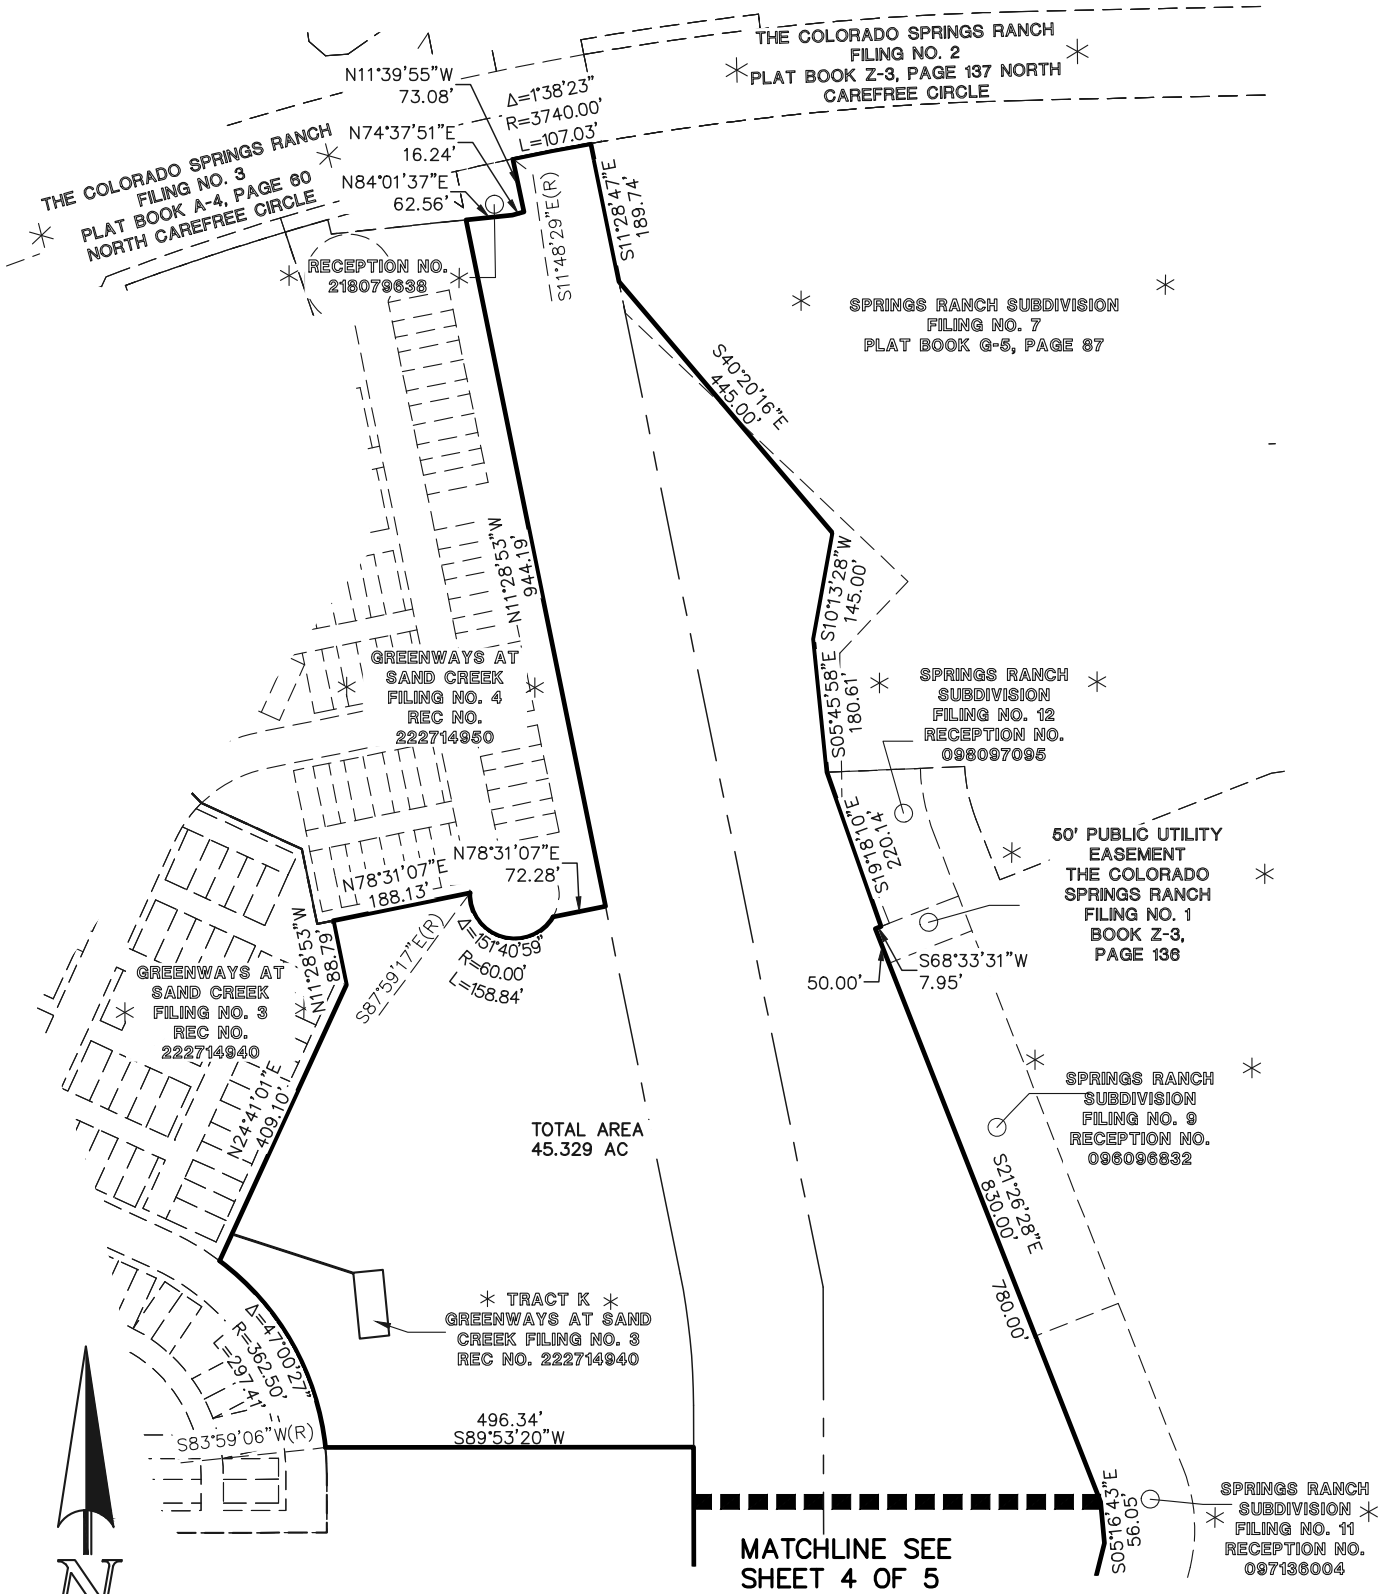 THE COLORADO SPRINGS RANCH
FILING NO. 2
PLAT BOOK Z-3, PAGE 137 NORTH
CAREFREE CIRCLE
N11°39'55"W
73.08'
Δ=1°38'23"
R=3740.00'
L=107.03'
N74°37'51"E
16.24'
N84°01'37"E
62.56'
THE COLORADO SPRINGS RANCH
FILING NO. 3
PLAT BOOK A-4, PAGE 60
NORTH CAREFREE CIRCLE
S11°48'29"E(R)
S11°28'47"E
189.74'
RECEPTION NO.
218079638
SPRINGS RANCH SUBDIVISION
FILING NO. 7
PLAT BOOK G-5, PAGE 87
S40°20'16"E
445.00'
N11°28'53"W
944.19'
S10°13'28"W
145.00'
GREENWAYS AT
SAND CREEK
FILING NO. 4
REC NO.
222714950
S05°45'58"E
180.61'
SPRINGS RANCH
SUBDIVISION
FILING NO. 12
RECEPTION NO.
098097095
S19°18'10"E
220.14'
50' PUBLIC UTILITY
EASEMENT
THE COLORADO
SPRINGS RANCH
FILING NO. 1
BOOK Z-3,
PAGE 136
N78°31'07"E
72.28'
N78°31'07"E
188.13'
Δ=151°40'59"
R=60.00'
L=158.84'
S87°59'17"E(R)
N11°28'53"W
88.79'
S68°33'31"W
7.95'
50.00'
GREENWAYS AT
SAND CREEK
FILING NO. 3
REC NO.
222714940
N24°41'01"E
409.10'
TOTAL AREA
45.329 AC
SPRINGS RANCH
SUBDIVISION
FILING NO. 9
RECEPTION NO.
096096832
S21°26'28"E
830.00'
780.00'
TRACT K
GREENWAYS AT SAND
CREEK FILING NO. 3
REC NO. 222714940
Δ=47°00'27"
R=362.50'
L=297.41'
S83°59'06"W(R)
496.34'
S89°53'20"W
S05°16'43"E
56.05'
SPRINGS RANCH
SUBDIVISION
FILING NO. 11
RECEPTION NO.
097136004
MATCHLINE SEE
SHEET 4 OF 5
N